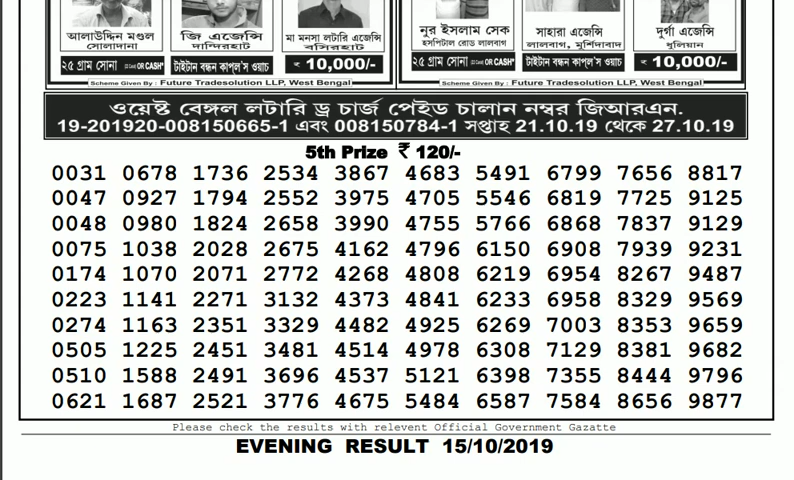 আলাউদ্দিন মণ্ডল
সোলাদানা
জি এজেন্সি
দান্দিরহাট
মা মনসা লটারি এজেন্সি
বসিরহাট
নুর ইসলাম সেক
হসপিটাল রোড লালবাগ
সাহারা এজেন্সি
লালবাগ, মুর্শিদাবাদ
দুর্গা এজেন্সি
ধুলিয়ান
২৫ গ্রাম সোনা OR CASH*
টাইটান বন্ধন কাপ্‌ল'স ওয়াচ
₹ 10,000/-
২৫ গ্রাম সোনা OR CASH*
টাইটান বন্ধন কাপ্‌ল'স ওয়াচ
₹ 10,000/-
Scheme Given By: Future Tradesolution LLP, West Bengal
Scheme Given By: Future Tradesolution LLP, West Bengal
ওয়েষ্ট বেঙ্গল লটারি ড্র চার্জ পেইড চালান নম্বর জিআরএন.
19-201920-008150665-1 এবং 008150784-1 সপ্তাহ 21.10.19 থেকে 27.10.19
5th Prize ₹ 120/-
0031 0678 1736 2534 3867 4683 5491 6799 7656 8817
0047 0927 1794 2552 3975 4705 5546 6819 7725 9125
0048 0980 1824 2658 3990 4755 5766 6868 7837 9129
0075 1038 2028 2675 4162 4796 6150 6908 7939 9231
0174 1070 2071 2772 4268 4808 6219 6954 8267 9487
0223 1141 2271 3132 4373 4841 6233 6958 8329 9569
0274 1163 2351 3329 4482 4925 6269 7003 8353 9659
0505 1225 2451 3481 4514 4978 6308 7129 8381 9682
0510 1588 2491 3696 4537 5121 6398 7355 8444 9796
0621 1687 2521 3776 4675 5484 6587 7584 8656 9877
Please check the results with relevent Official Government Gazatte
EVENING RESULT 15/10/2019